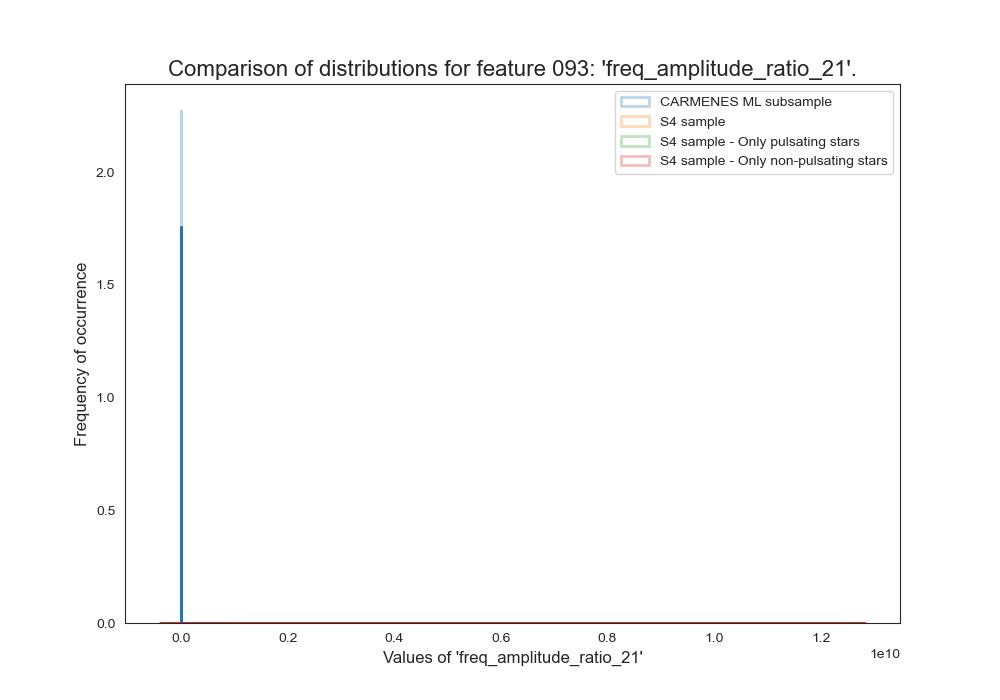 Comparison of distributions for feature 093: 'freq_amplitude_ratio_21'.
CARMENES ML subsample
S4 sample
S4 sample - Only pulsating stars
S4 sample - Only non-pulsating stars
Frequency of occurrence
2.0
1.5
1.0
0.5
0.0
0.0 0.2 0.4 0.6 0.8 1.0 1.2
1e10
Values of 'freq_amplitude_ratio_21'